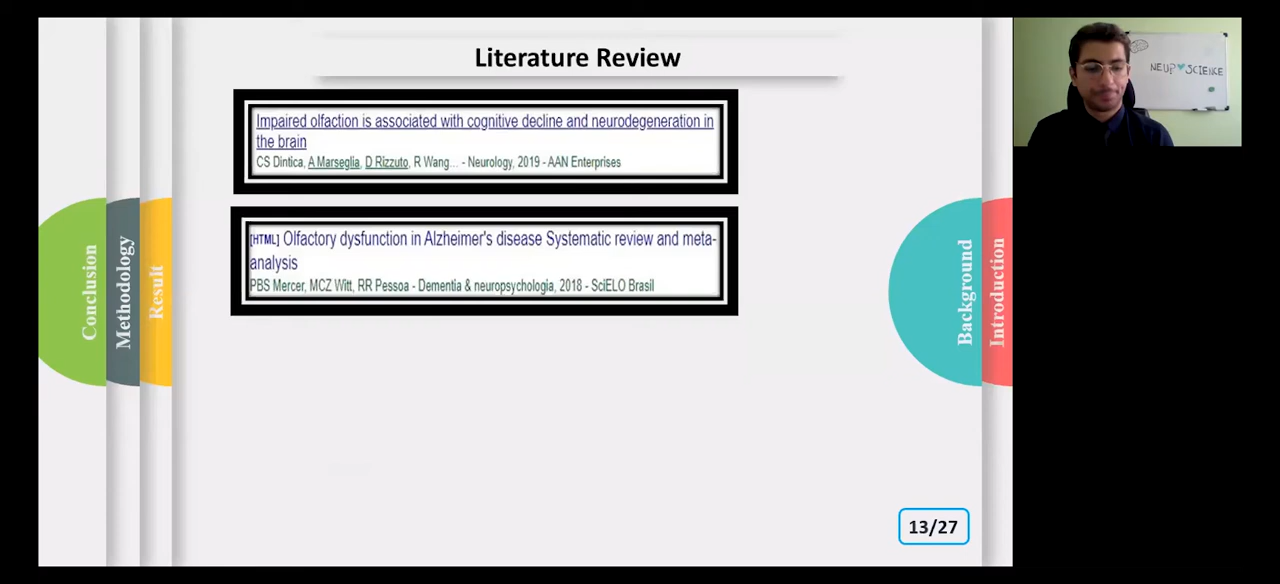 Literature Review
Impaired olfaction is associated with cognitive decline and neurodegeneration in
the brain
CS Dintica, A Marseglia, D Rizzuto, R Wang... - Neurology, 2019 - AAN Enterprises
[HTML] Olfactory dysfunction in Alzheimer's disease Systematic review and meta-
analysis
PBS Mercer, MCZ Witt, RR Pessoa - Dementia & neuropsychologia, 2018 - SciELO Brasil
Conclusion
Methodology
Result
Background
Introduction
13/27
NEUR SCIENCE